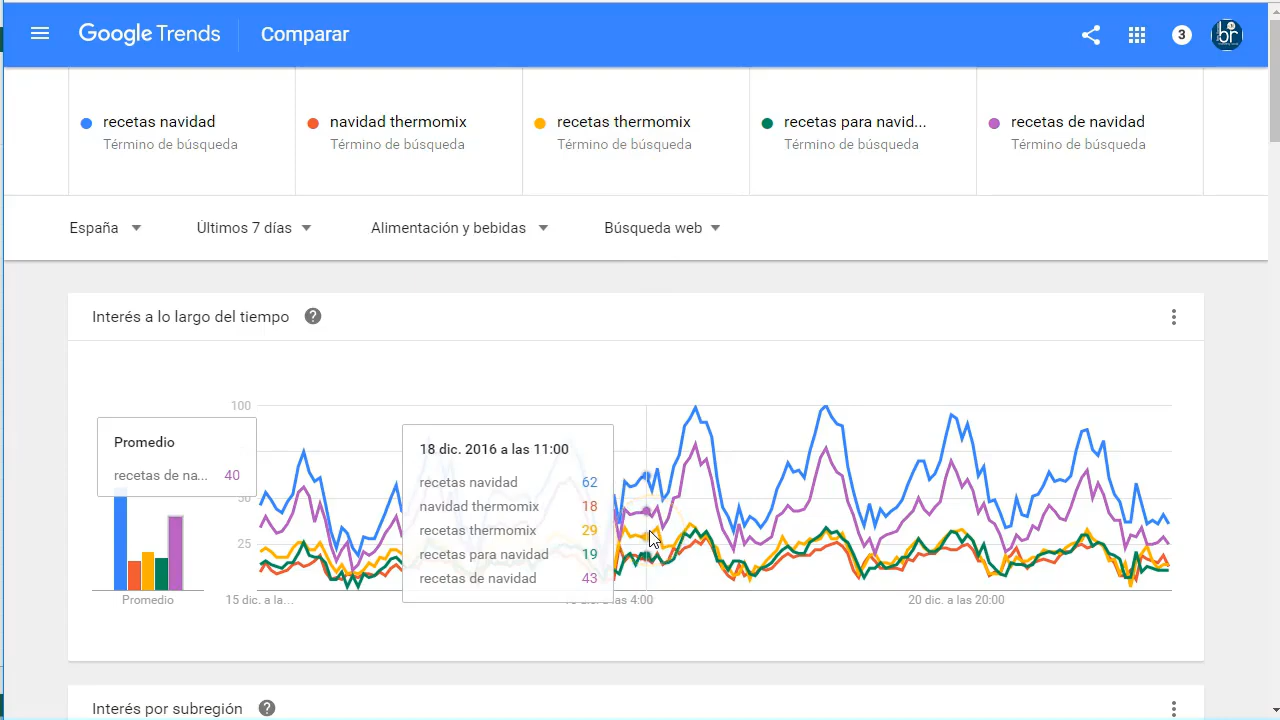 Google Trends Comparar 3 br
recetas navidad
Término de búsqueda
navidad thermomix
Término de búsqueda
recetas thermomix
Término de búsqueda
recetas para navid...
Término de búsqueda
recetas de navidad
Término de búsqueda
España Últimos 7 días Alimentación y bebidas Búsqueda web
Interés a lo largo del tiempo ?
100
50
25
Promedio
recetas de na... 40
Promedio
18 dic. 2016 a las 11:00
recetas navidad 62
navidad thermomix 18
recetas thermomix 29
recetas para navidad 19
recetas de navidad 43
15 dic. a la... 18 dic. a las 4:00 20 dic. a las 20:00
Interés por subregión ?